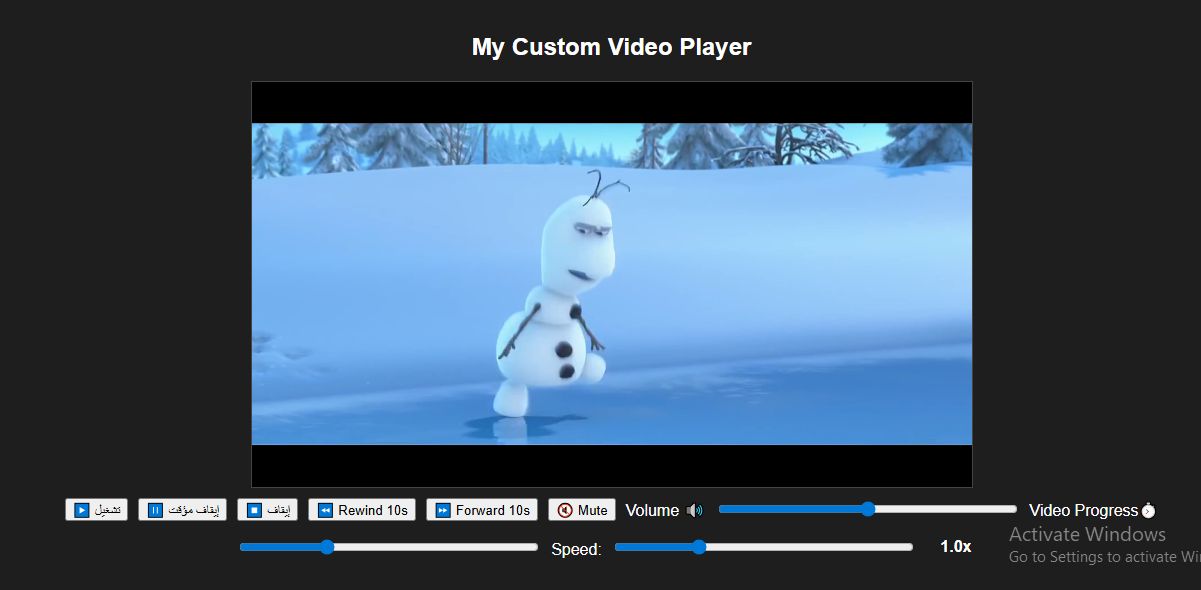 My Custom Video Player
تشغيل
إيقاف مؤقت
إيقاف
Rewind 10s
Forward 10s
Mute
Volume
Video Progress
Speed:
1.0x
Activate Windows
Go to Settings to activate Wi